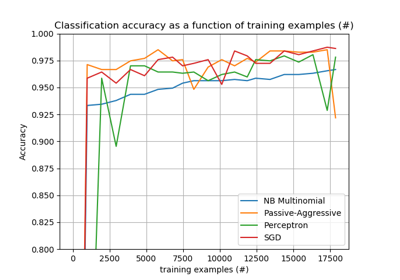 Classification accuracy as a function of training examples (#)
1.000
0.975
0.950
0.925
0.900
0.875
0.850
0.825
0.800
Accuracy
NB Multinomial
Passive-Aggressive
Perceptron
SGD
0 2500 5000 7500 10000 12500 15000 17500
training examples (#)